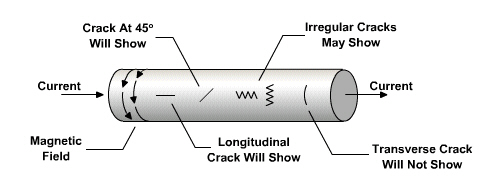 Crack At 45º
Will Show
Irregular Cracks
May Show
Current
Current
Magnetic
Field
Longitudinal
Crack Will Show
Transverse Crack
Will Not Show